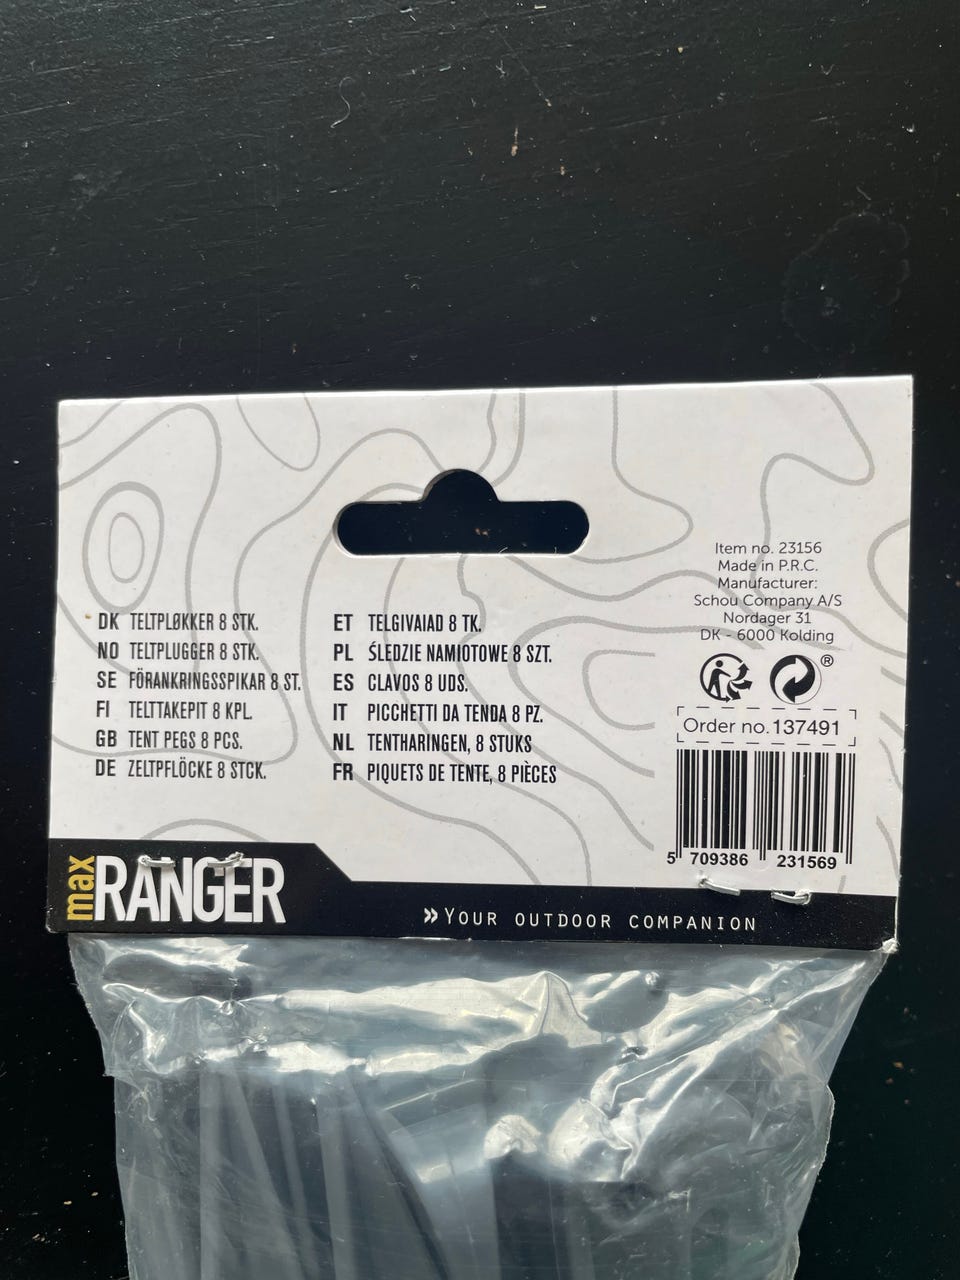 DK TELTPLØKKER 8 STK.
NO TELTPLUGGER 8 STK.
SE FÖRANKRINGSSPIKAR 8 ST.
FI TELTTAKEPIT 8 KPL.
GB TENT PEGS 8 PCS.
DE ZELTPFLÖCKE 8 STCK.
ET TELGIVAIAD 8 TK.
PL ŚLEDZIE NAMIOTOWE 8 SZT.
ES CLAVOS 8 UDS.
IT PICCHETTI DA TENDA 8 PZ.
NL TENTHARINGEN, 8 STUKS
FR PIQUETS DE TENTE, 8 PIÈCES
Item no. 23156
Made in P.R.C.
Manufacturer:
Schou Company A/S
Nordager 31
DK - 6000 Kolding
®
Order no. 137491
5 709386 231569
max RANGER
» YOUR OUTDOOR COMPANION